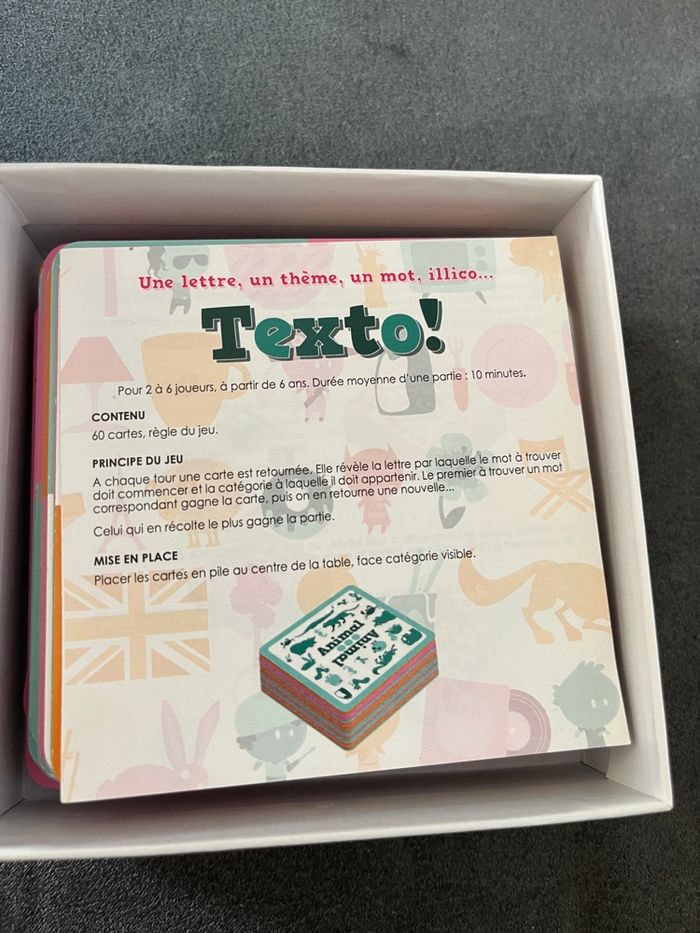 Une lettre, un thème, un mot, illico...
Texto!
Pour 2 à 6 joueurs, à partir de 6 ans. Durée moyenne d'une partie : 10 minutes.
CONTENU
60 cartes, règle du jeu.
PRINCIPE DU JEU
A chaque tour une carte est retournée. Elle révèle la lettre par laquelle le mot à trouver
doit commencer et la catégorie à laquelle il doit appartenir. Le premier à trouver un mot
correspondant gagne la carte, puis on en retourne une nouvelle...
Celui qui en récolte le plus gagne la partie.
MISE EN PLACE
Placer les cartes en pile au centre de la table, face catégorie visible.
Animal
Animal